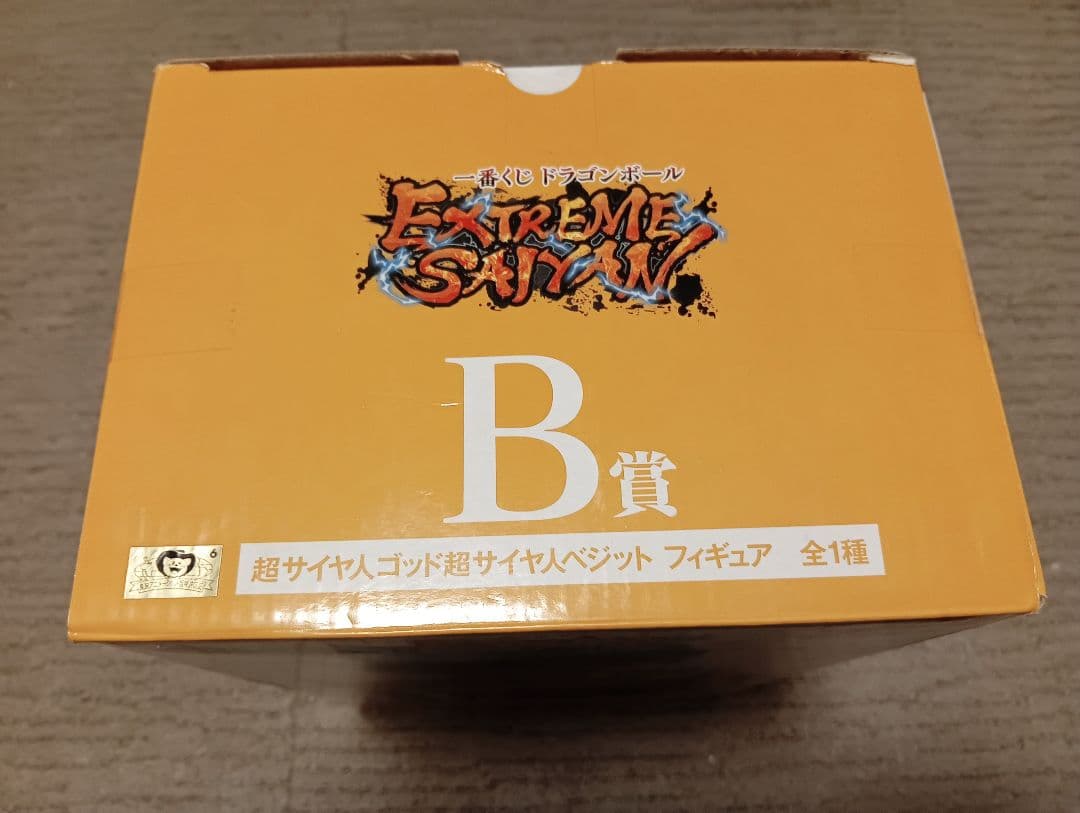 一番くじ ドラゴンボール
EXTREME
SAIYAN!
B賞
超サイヤ人ゴッド超サイヤ人ベジット フィギュア 全1種
6